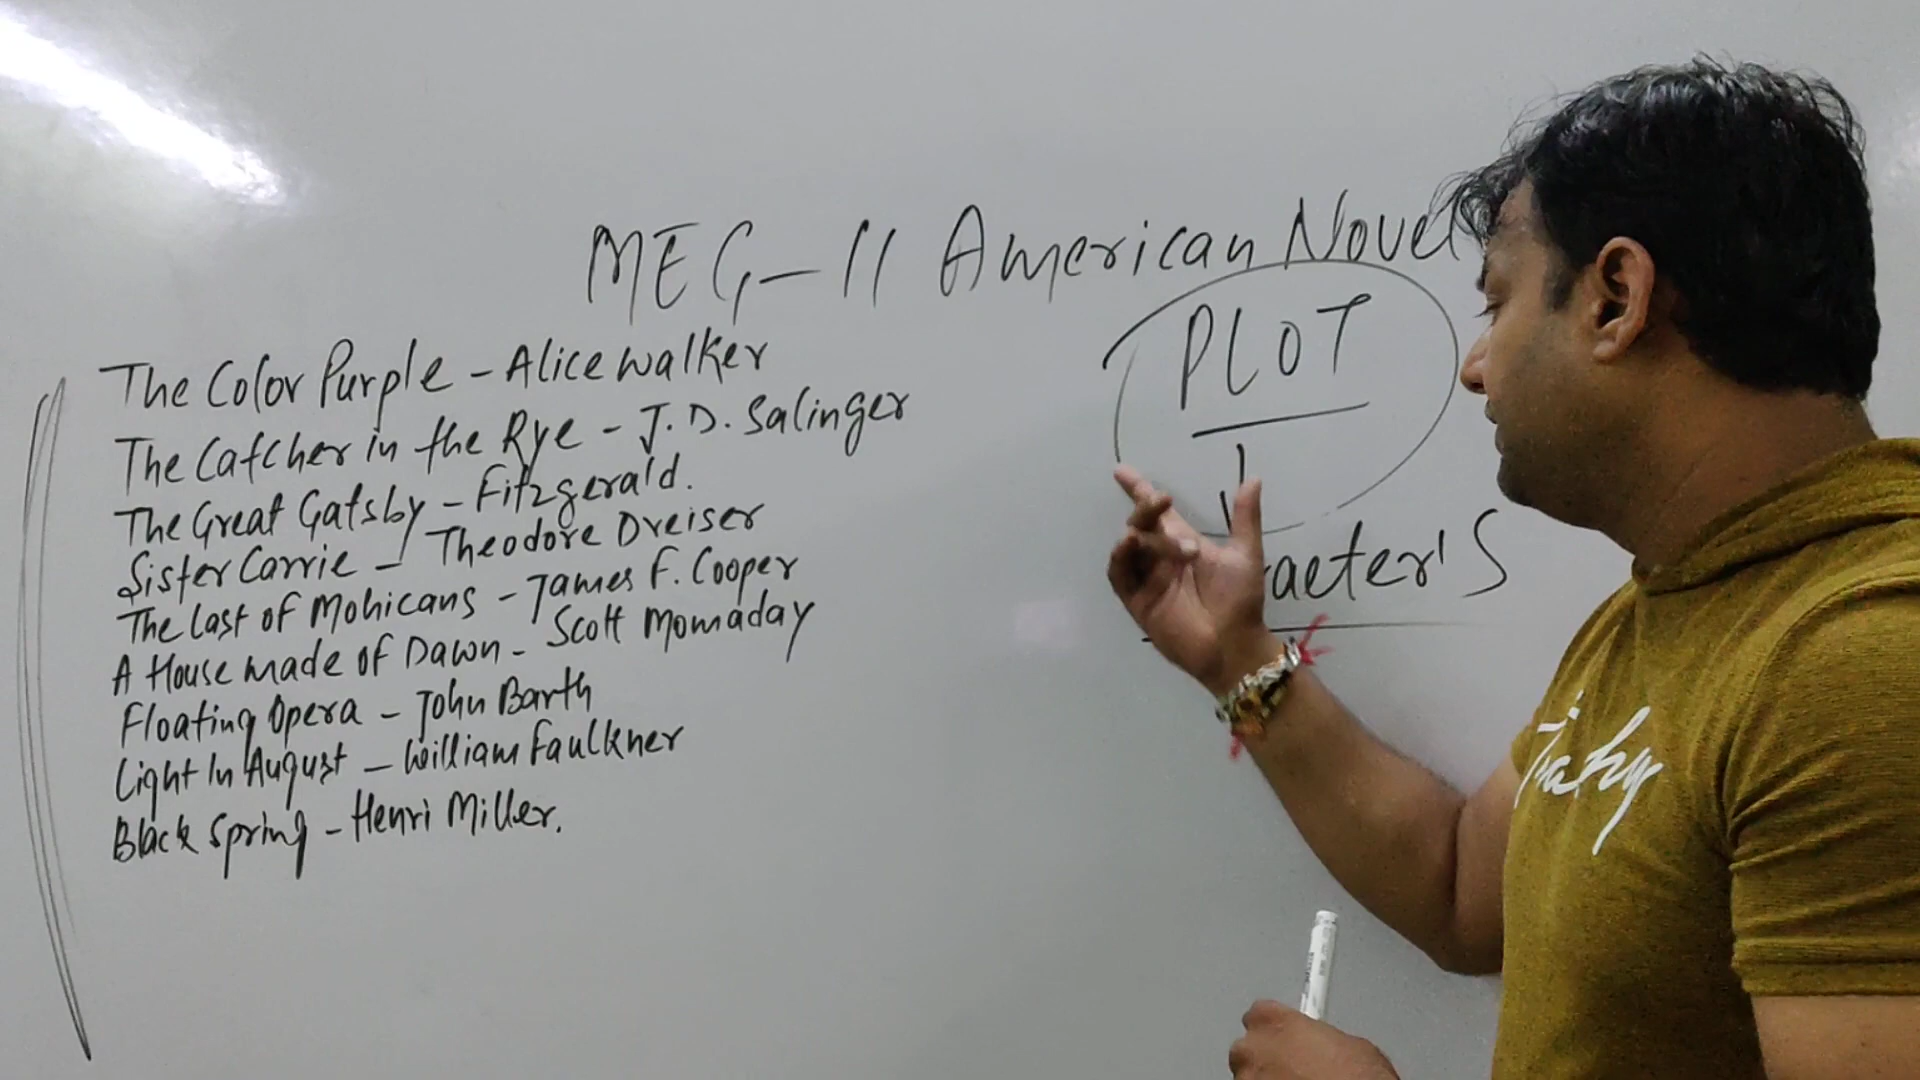 MEG-11 American Novel
The Color Purple - Alice Walker
The Catcher in the Rye - J. D. Salinger
The Great Gatsby - Fitzgerald.
Sister Carrie - Theodore Dreiser
The Last of Mohicans - James F. Cooper
A House made of Dawn - Scott Momaday
Floating Opera - John Barth
Light In August - William Faulkner
Black Spring - Henri Miller.
PLOT